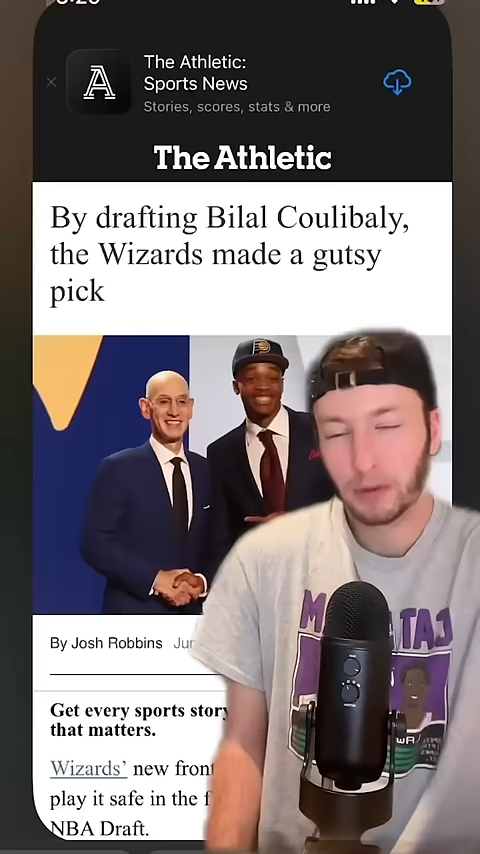 The Athletic:
Sports News
Stories, scores, stats & more
The Athletic
By drafting Bilal Coulibaly,
the Wizards made a gutsy
pick
By Josh Robbins
Get every sports story
that matters.
Wizards' new front
play it safe in the f
NBA Draft.